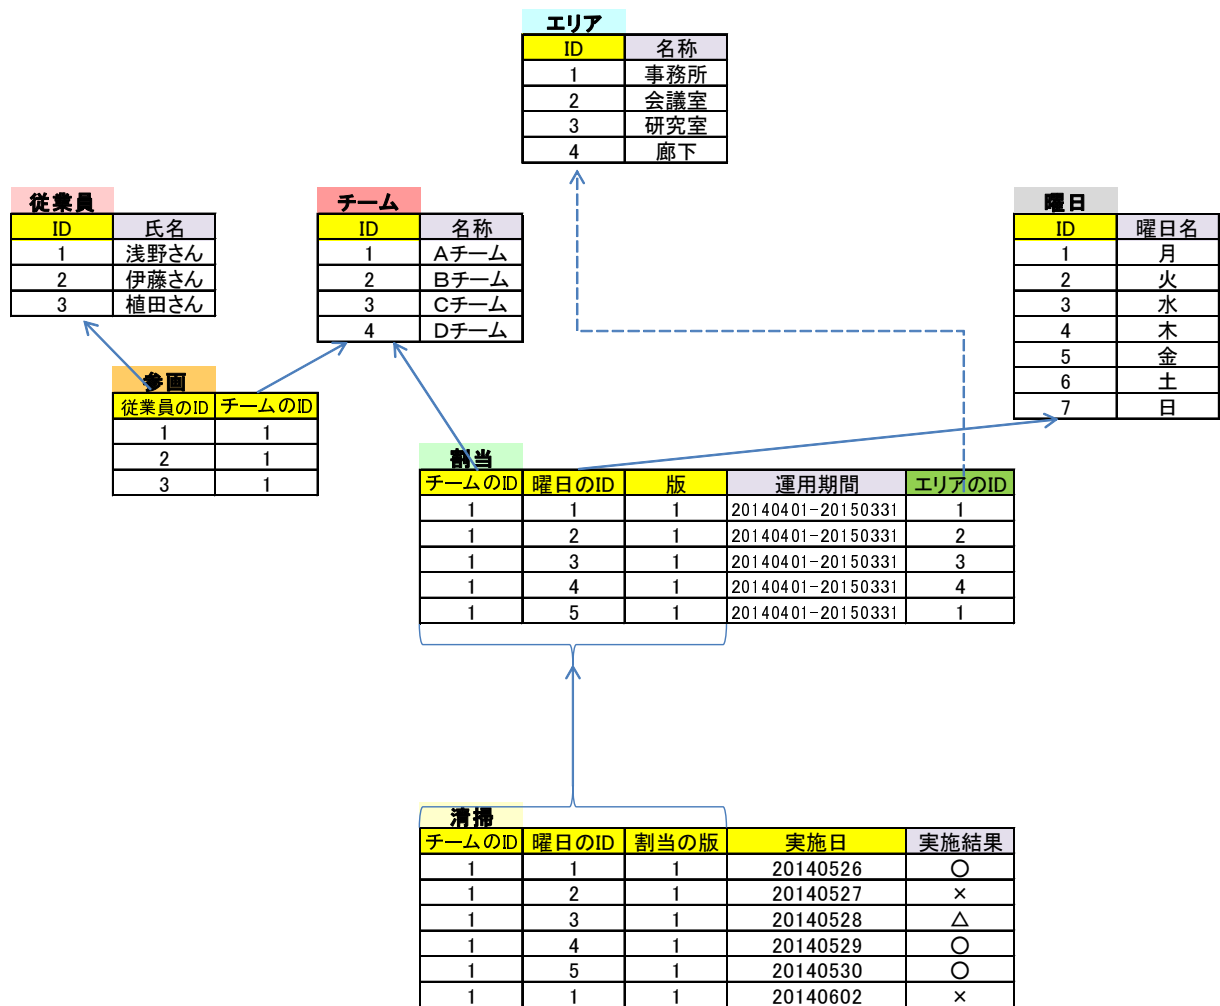 エリア
ID 名称
1 事務所
2 会議室
3 研究室
4 廊下
従業員
ID 氏名
1 浅野さん
2 伊藤さん
3 植田さん
チーム
ID 名称
1 Aチーム
2 Bチーム
3 Cチーム
4 Dチーム
曜日
ID 曜日名
1 月
2 火
3 水
4 木
5 金
6 土
7 日
参画
従業員のID チームのID
1 1
2 1
3 1
割当
チームのID 曜日のID 版 運用期間 エリアのID
1 1 1 20140401-20150331 1
1 2 1 20140401-20150331 2
1 3 1 20140401-20150331 3
1 4 1 20140401-20150331 4
1 5 1 20140401-20150331 1
清掃
チームのID 曜日のID 割当の版 実施日 実施結果
1 1 1 20140526 〇
1 2 1 20140527 ×
1 3 1 20140528 △
1 4 1 20140529 〇
1 5 1 20140530 〇
1 1 1 20140602 ×